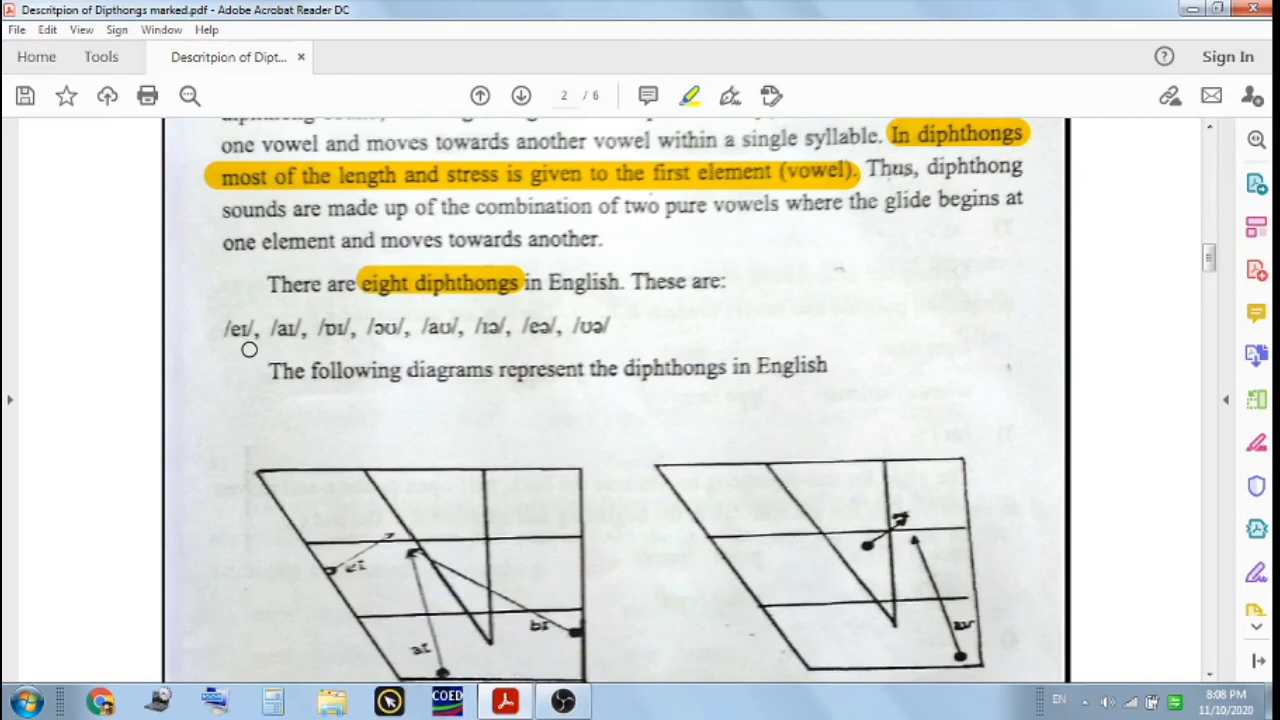 Descritpion of Dipthongs marked.pdf - Adobe Acrobat Reader DC
File Edit View Window Sign Help
Home Tools Descritpion of Dipt... × Sign In
2 / 6
one vowel and moves towards another vowel within a single syllable. In diphthongs
most of the length and stress is given to the first element (vowel). Thus, diphthong
sounds are made up of the combination of two pure vowels where the glide begins at
one element and moves towards another.
There are eight diphthongs in English. These are:
/eɪ/, /aɪ/, /ɒɪ/, /ɔʊ/, /aʊ/, /ɪə/, /eə/, /ʊə/
The following diagrams represent the diphthongs in English
eɪ
ɒɪ
aɪ
COED
EN
8:08 PM
11/10/2020